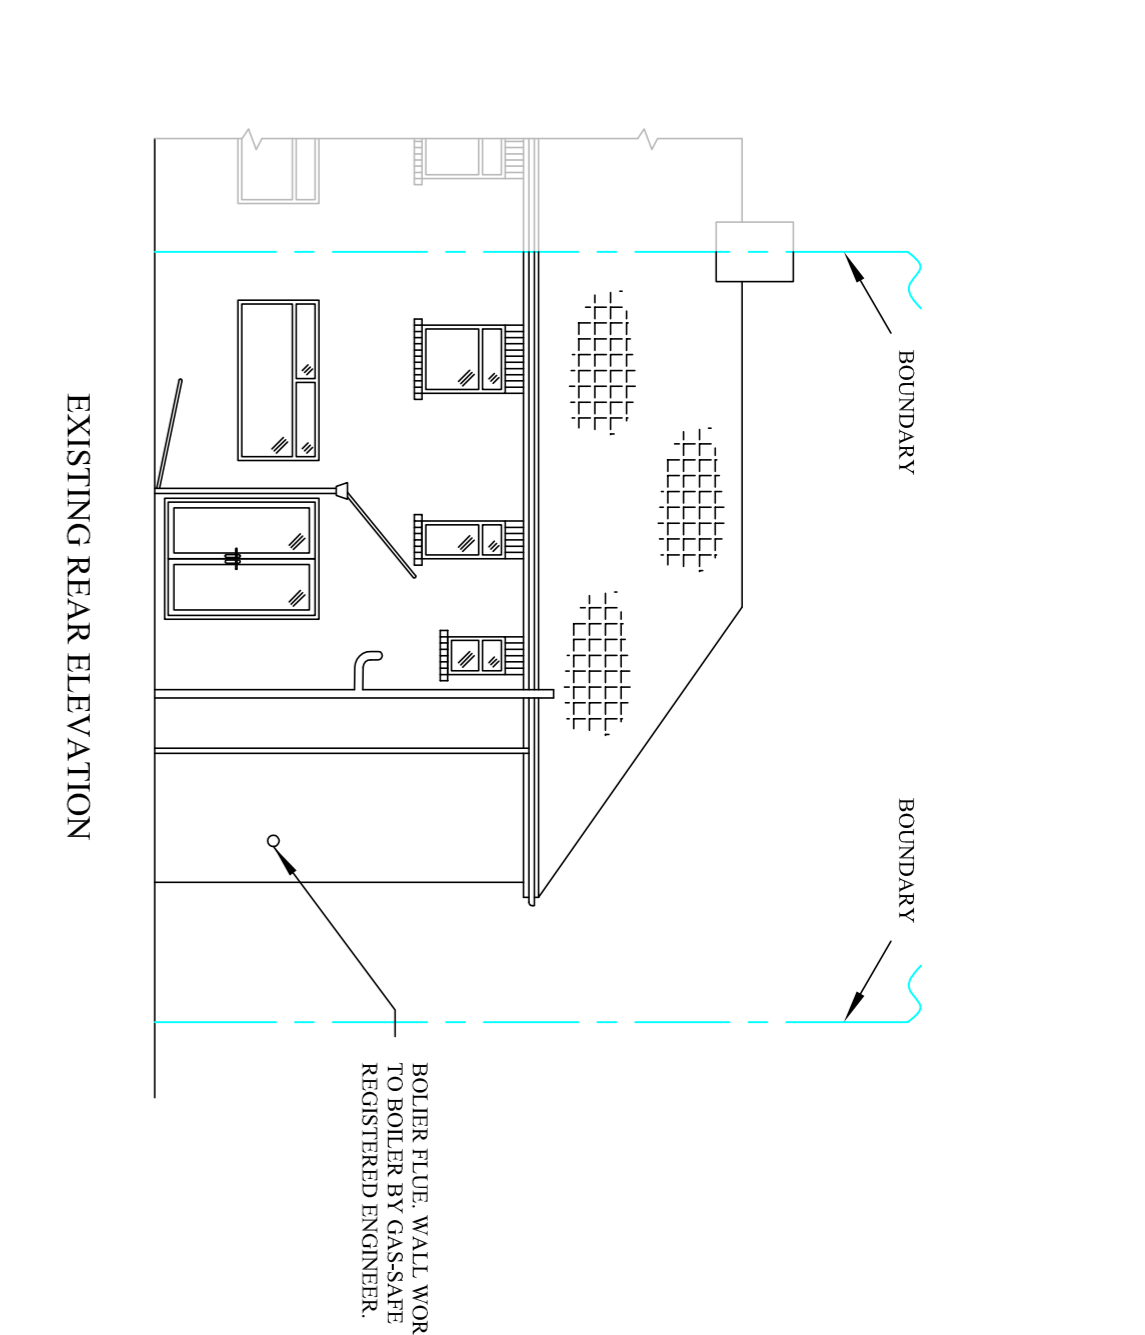 BOUNDARY
BOUNDARY
BOLIER FLUE. WALL WOR
TO BOILER BY GAS-SAFE
REGISTERED ENGINEER.
EXISTING REAR ELEVATION